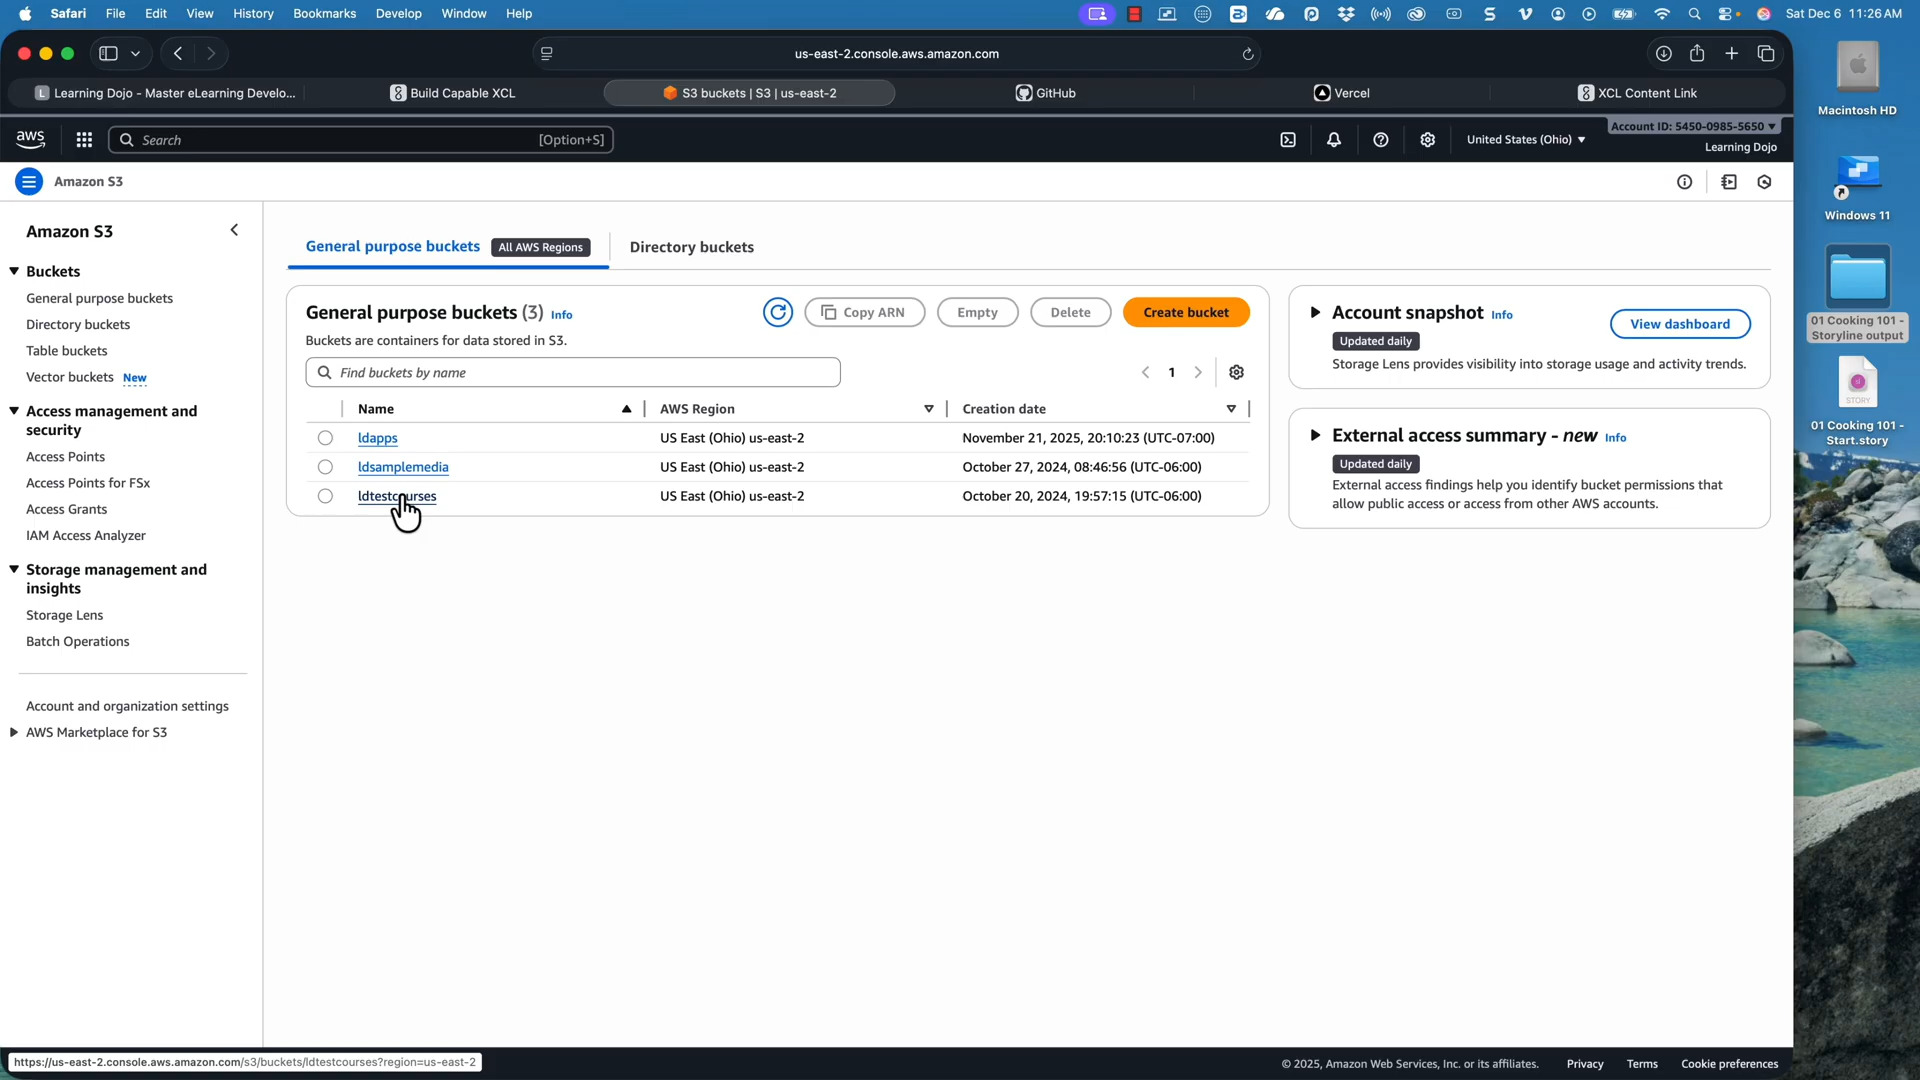 Safari File Edit View History Bookmarks Develop Window Help Sat Dec 6 11:26 AM
us-east-2.console.aws.amazon.com
Learning Dojo - Master eLearning Develo... Build Capable XCL S3 buckets | S3 | us-east-2 GitHub Vercel XCL Content Link
aws Search [Option+S] United States (Ohio) Account ID: 5450-0985-5650
Learning Dojo
Amazon S3
Amazon S3
Buckets
General purpose buckets
Directory buckets
Table buckets
Vector buckets New
Access management and
security
Access Points
Access Points for FSx
Access Grants
IAM Access Analyzer
Storage management and
insights
Storage Lens
Batch Operations
Account and organization settings
AWS Marketplace for S3
General purpose buckets All AWS Regions Directory buckets
General purpose buckets (3) Info Copy ARN Empty Delete Create bucket
Buckets are containers for data stored in S3.
Find buckets by name 1
Name AWS Region Creation date
ldapps US East (Ohio) us-east-2 November 21, 2025, 20:10:23 (UTC-07:00)
ldsamplemedia US East (Ohio) us-east-2 October 27, 2024, 08:46:56 (UTC-06:00)
ldtestcourses US East (Ohio) us-east-2 October 20, 2024, 19:57:15 (UTC-06:00)
Account snapshot Info View dashboard
Updated daily
Storage Lens provides visibility into storage usage and activity trends.
External access summary - new Info
Updated daily
External access findings help you identify bucket permissions that
allow public access or access from other AWS accounts.
Macintosh HD
Windows 11
01 Cooking 101 -
Storyline output
STORY
01 Cooking 101 -
Start.story
https://us-east-2.console.aws.amazon.com/s3/buckets/ldtestcourses?region=us-east-2
© 2025, Amazon Web Services, Inc. or its affiliates. Privacy Terms Cookie preferences